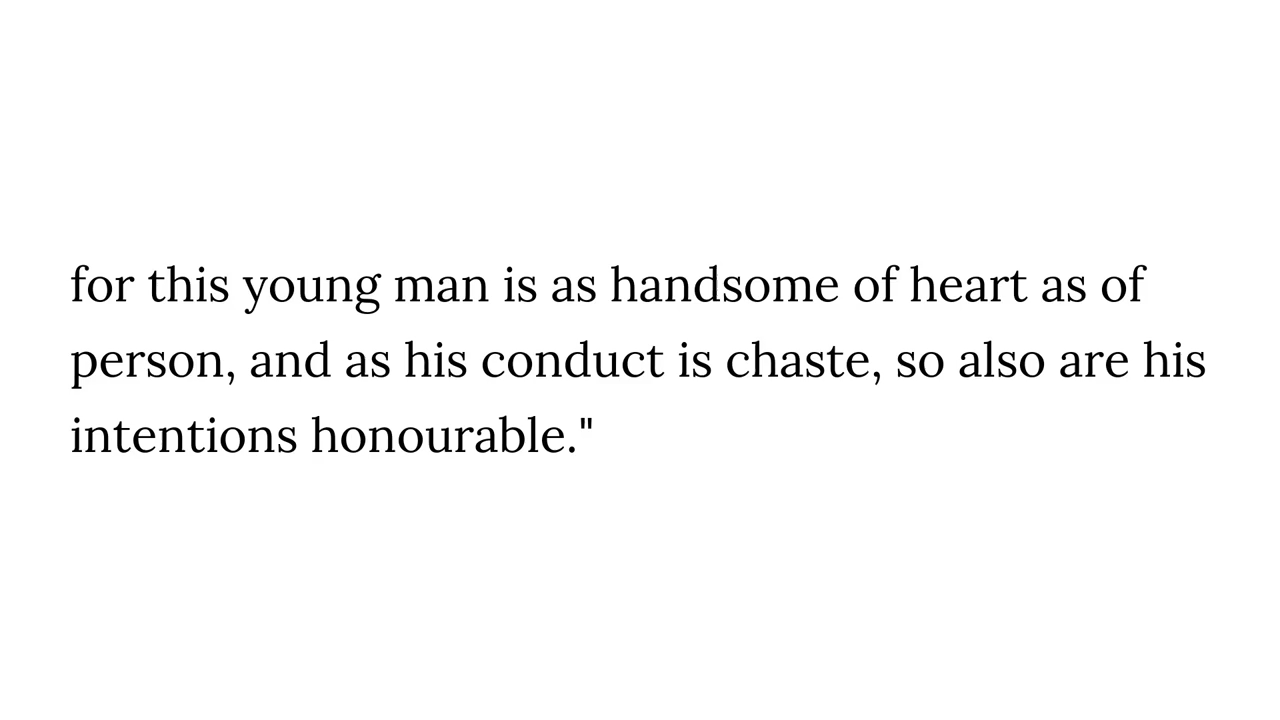 for this young man is as handsome of heart as of
person, and as his conduct is chaste, so also are his
intentions honourable."